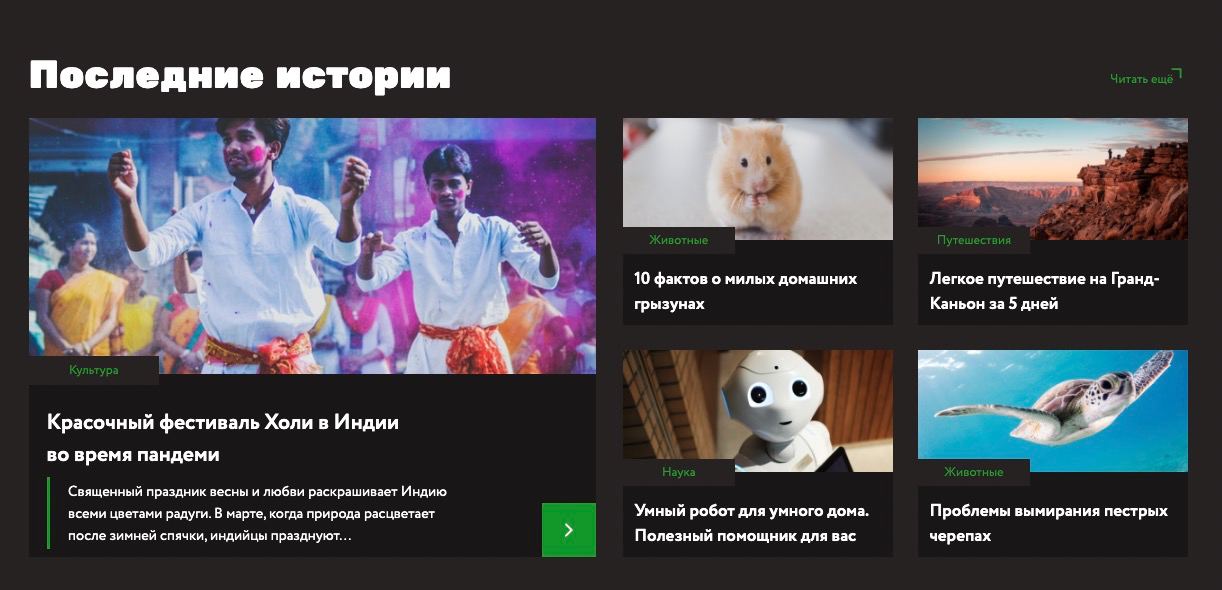 Последние истории
Читать ещё
Культура
Красочный фестиваль Холи в Индии
во время пандеми
Священный праздник весны и любви раскрашивает Индию
всеми цветами радуги. В марте, когда природа расцветает
после зимней спячки, индийцы празднуют...
Животные
10 фактов о милых домашних
грызунах
Путешествия
Легкое путешествие на Гранд-
Каньон за 5 дней
Наука
Умный робот для умного дома.
Полезный помощник для вас
Животные
Проблемы вымирания пестрых
черепах